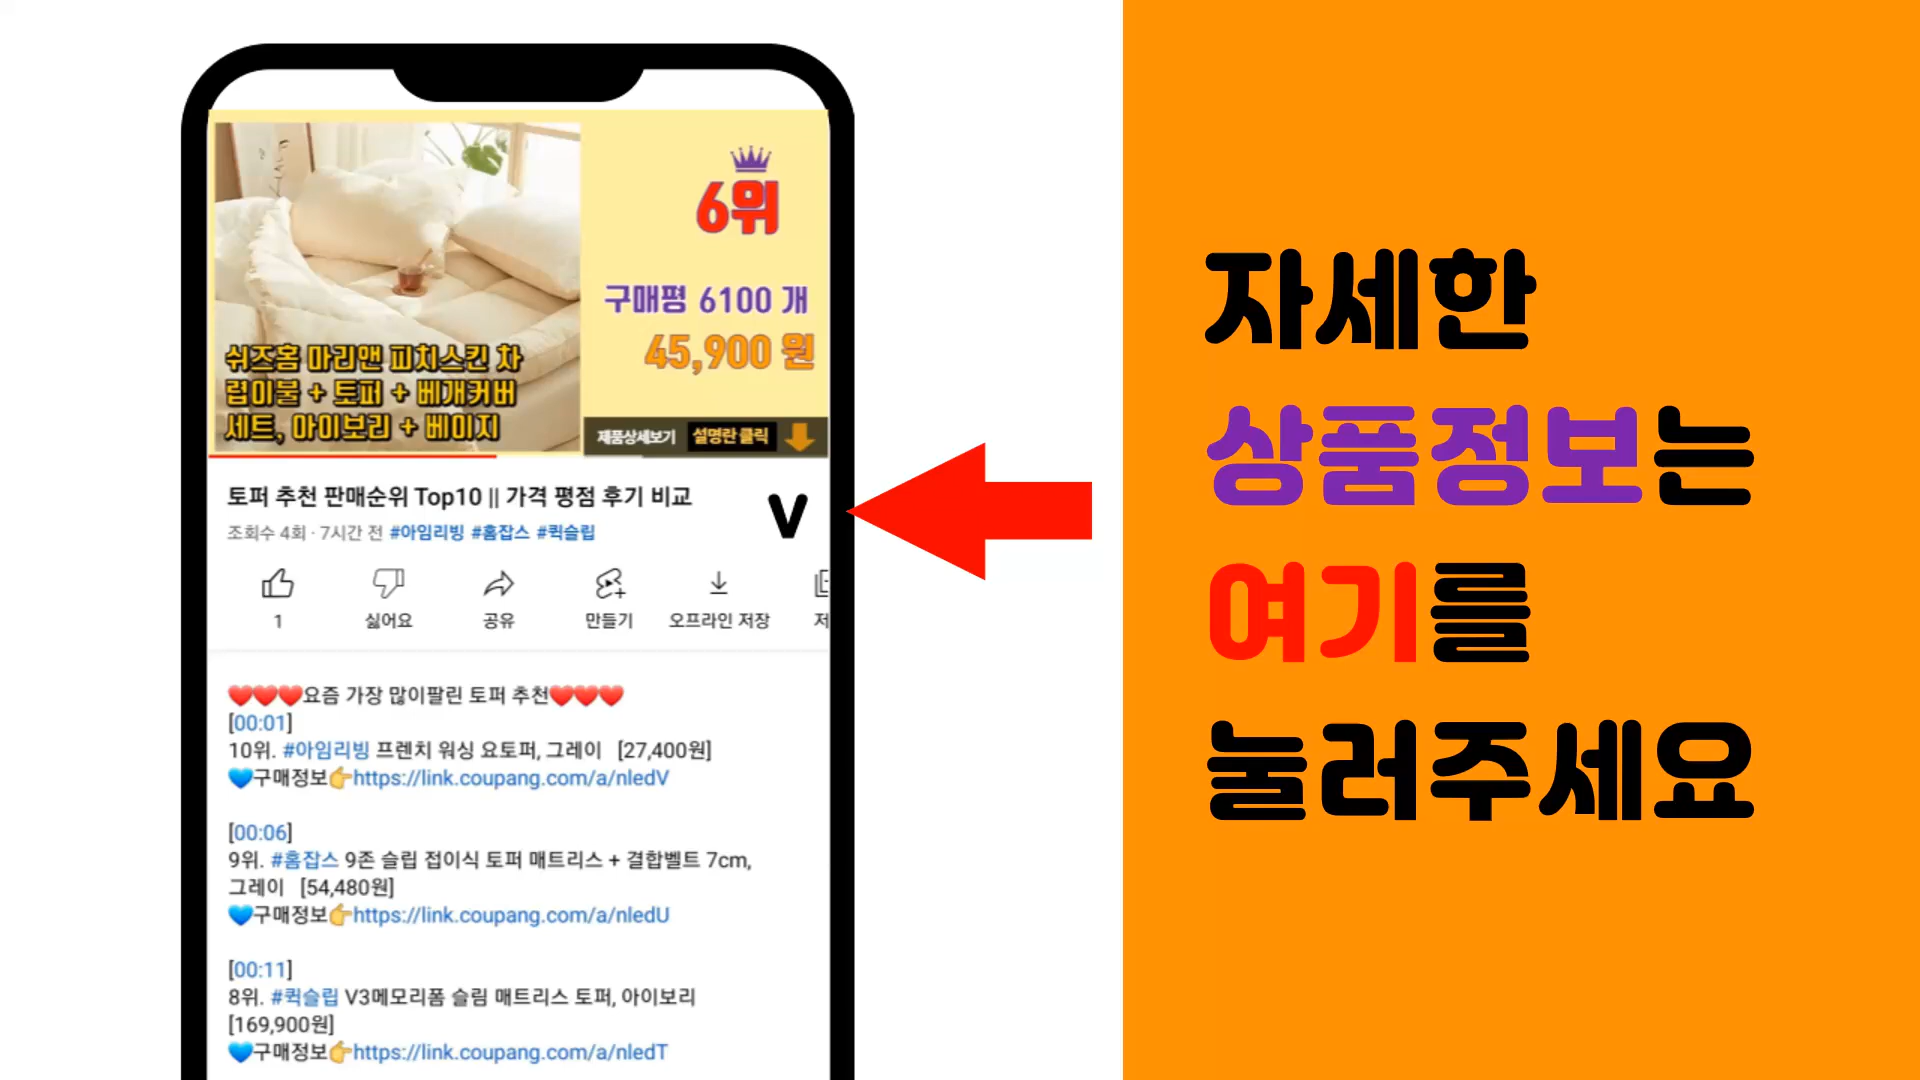 6위
구매평 6100 개
45,900 원
쉬즈홈 마리앤 피치스킨 차
렵이불 + 토퍼 + 베개커버
세트, 아이보리 + 베이지
제품상세보기 설명란 클릭
토퍼 추천 판매순위 Top10 || 가격 평점 후기 비교
V
조회수 4회 · 7시간 전 #아임리빙 #홈잡스 #퀵슬립
1 싫어요 공유 만들기 오프라인 저장 저
❤️❤️❤️요즘 가장 많이팔린 토퍼 추천❤️❤️❤️
[00:01]
10위. #아임리빙 프렌치 워싱 요토퍼, 그레이 [27,400원]
💙구매정보👉https://link.coupang.com/a/nledV
[00:06]
9위. #홈잡스 9존 슬립 접이식 토퍼 매트리스 + 결합벨트 7cm,
그레이 [54,480원]
💙구매정보👉https://link.coupang.com/a/nledU
[00:11]
8위. #퀵슬립 V3메모리폼 슬림 매트리스 토퍼, 아이보리
[169,900원]
💙구매정보👉https://link.coupang.com/a/nledT
자세한
상품정보는
여기를
눌러주세요